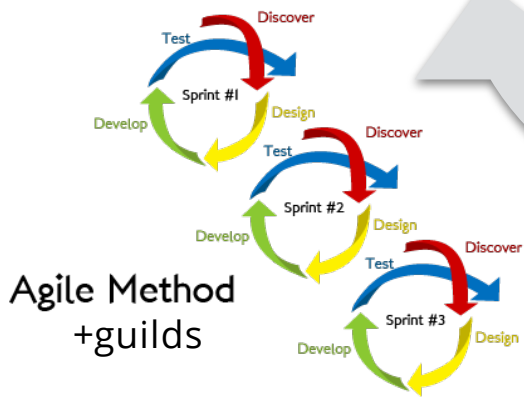 Discover
Test
Sprint #1
Design
Develop
Discover
Test
Sprint #2
Design
Develop
Discover
Test
Sprint #3
Design
Develop
Agile Method
+guilds